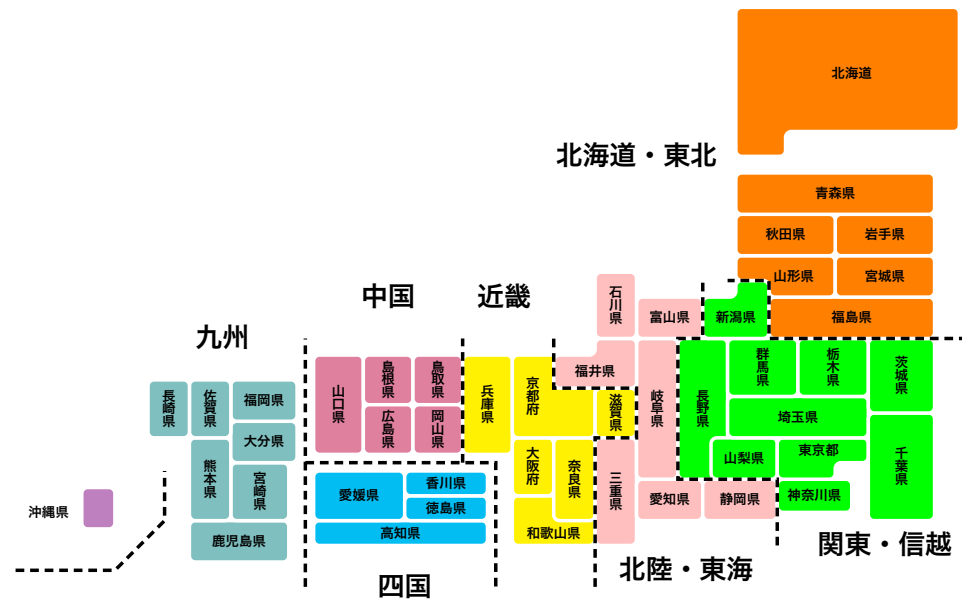 北海道
北海道・東北
青森県
秋田県
岩手県
山形県
宮城県
福島県
中国
近畿
石川県
富山県
新潟県
九州
福井県
群馬県
栃木県
茨城県
長崎県
佐賀県
福岡県
山口県
島根県
鳥取県
兵庫県
京都府
滋賀県
岐阜県
長野県
埼玉県
大分県
広島県
岡山県
熊本県
宮崎県
大阪府
奈良県
三重県
山梨県
東京都
千葉県
愛媛県
香川県
徳島県
愛知県
静岡県
神奈川県
沖縄県
鹿児島県
高知県
和歌山県
関東・信越
北陸・東海
四国